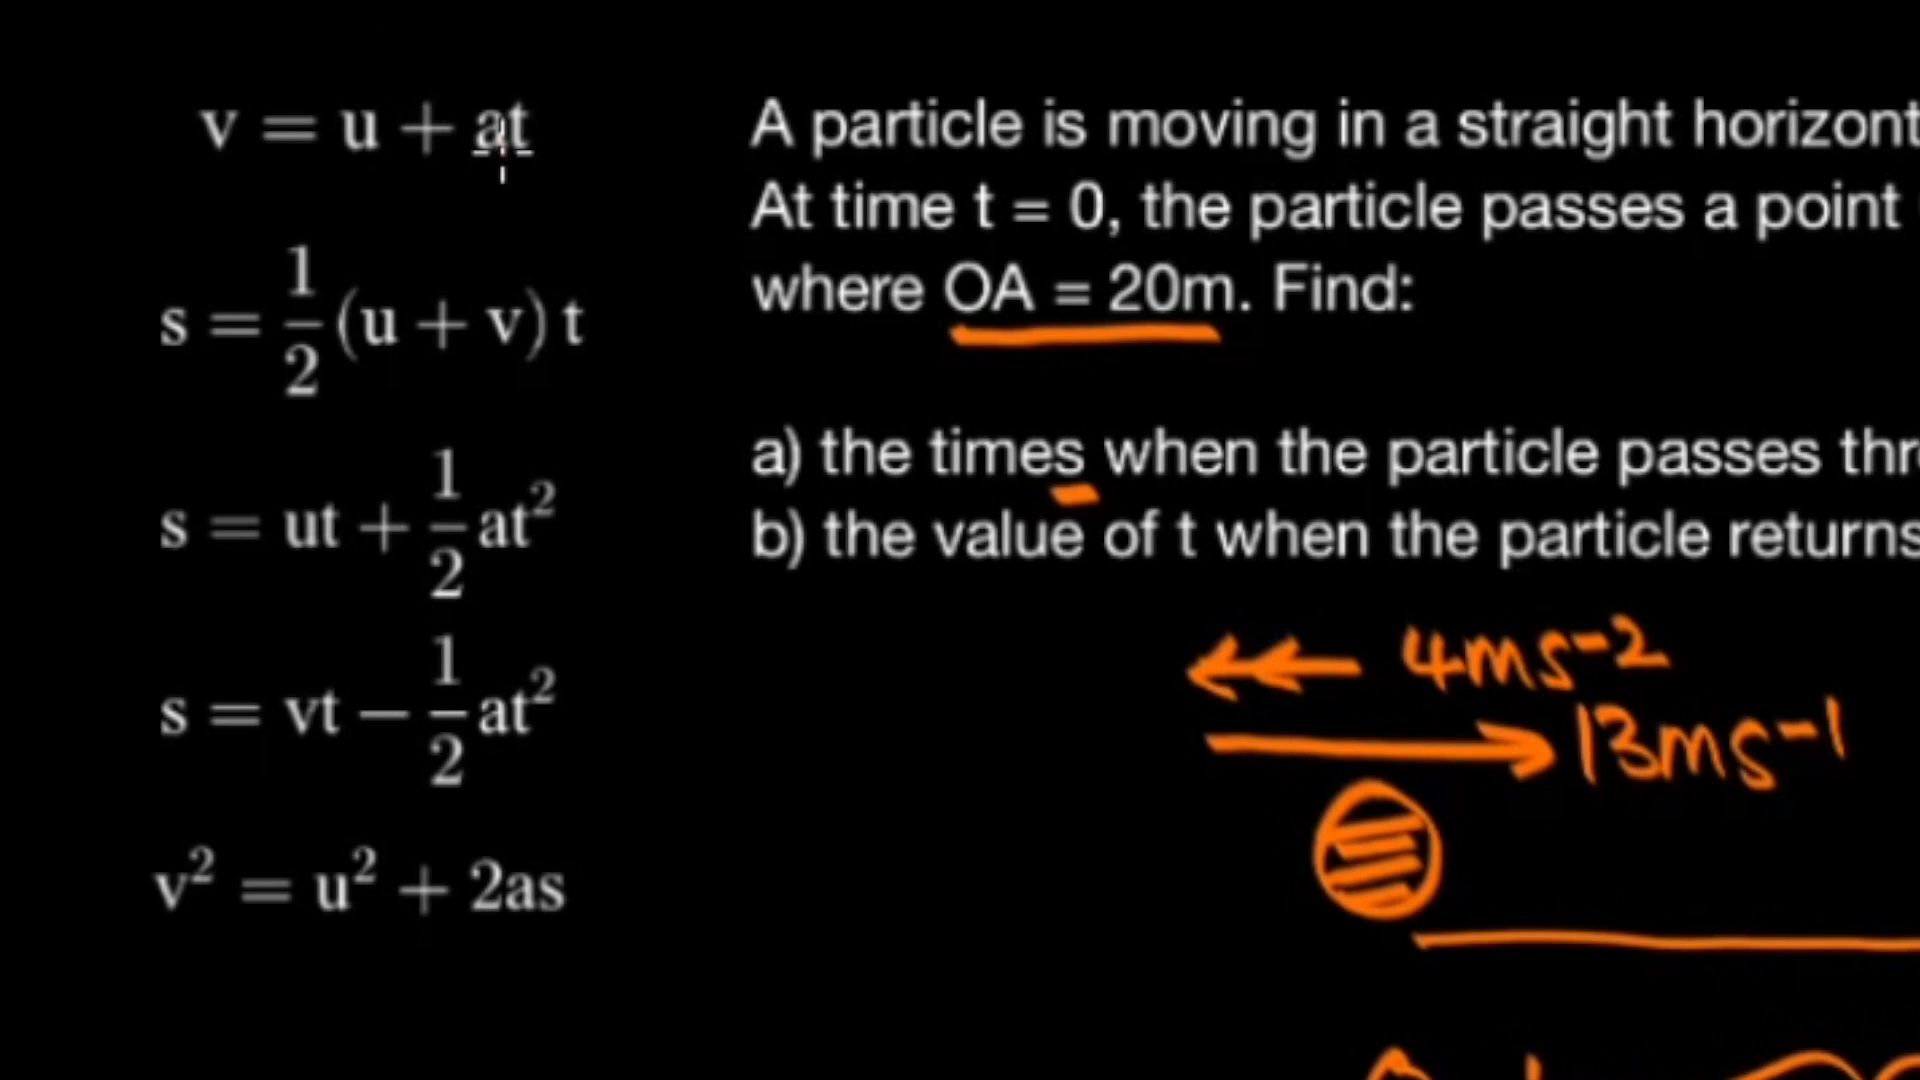 v = u + at
s = 1/2 (u + v) t
s = ut + 1/2 at²
s = vt − 1/2 at²
v² = u² + 2as
A particle is moving in a straight
At time t = 0, the particle passes a point
where OA = 20m. Find:
a) the times when the particle passes
b) the value of t when the particle returns
4ms⁻²
13ms⁻¹